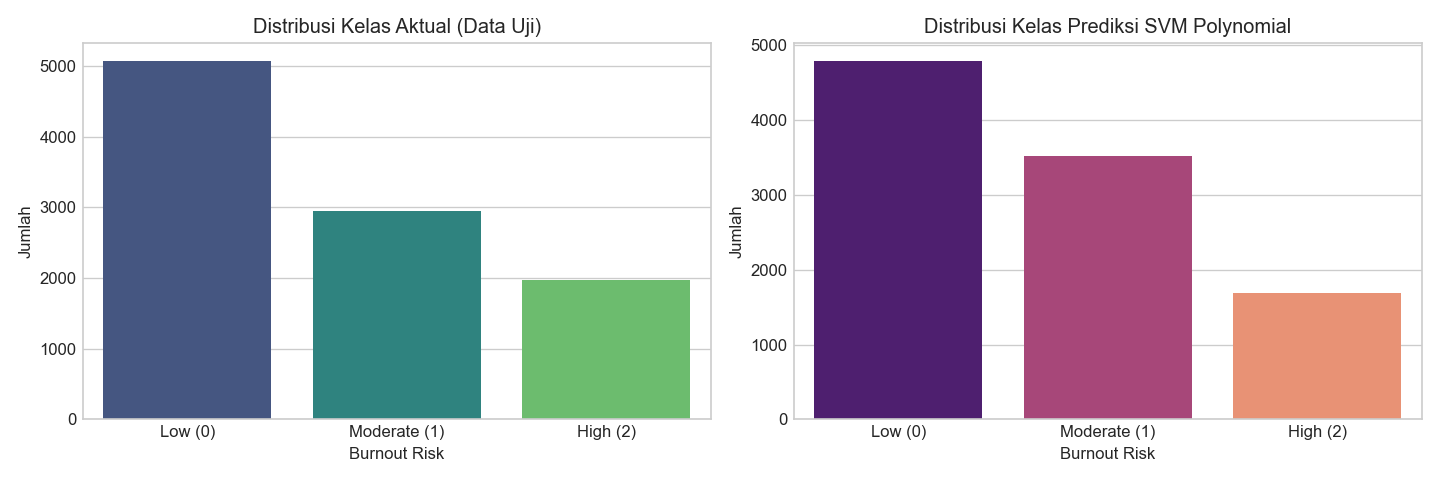 Distribusi Kelas Aktual (Data Uji)
Jumlah
5000
4000
3000
2000
1000
0
Low (0)
Moderate (1)
High (2)
Burnout Risk
Distribusi Kelas Prediksi SVM Polynomial
Jumlah
5000
4000
3000
2000
1000
0
Low (0)
Moderate (1)
High (2)
Burnout Risk